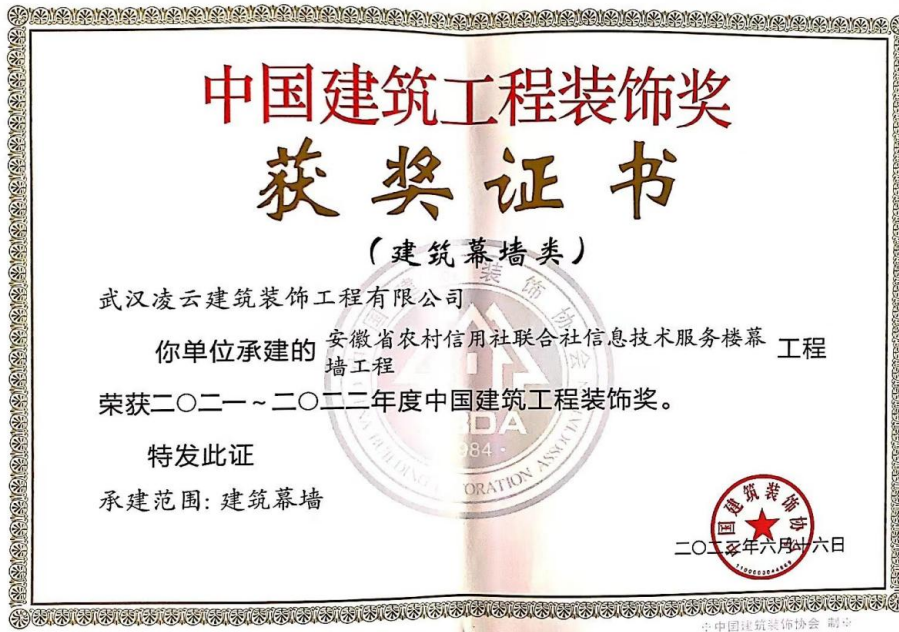 中国建筑工程装饰奖
获奖证书
(建筑幕墙类)
武汉凌云建筑装饰工程有限公司
你单位承建的 安徽省农村信用社联合社信息技术服务楼幕墙工程 工程
荣获二〇二一~二〇二二年度中国建筑工程装饰奖。
特发此证
承建范围: 建筑幕墙
中国建筑装饰协会
年六月十六日
中国建筑装饰协会 制